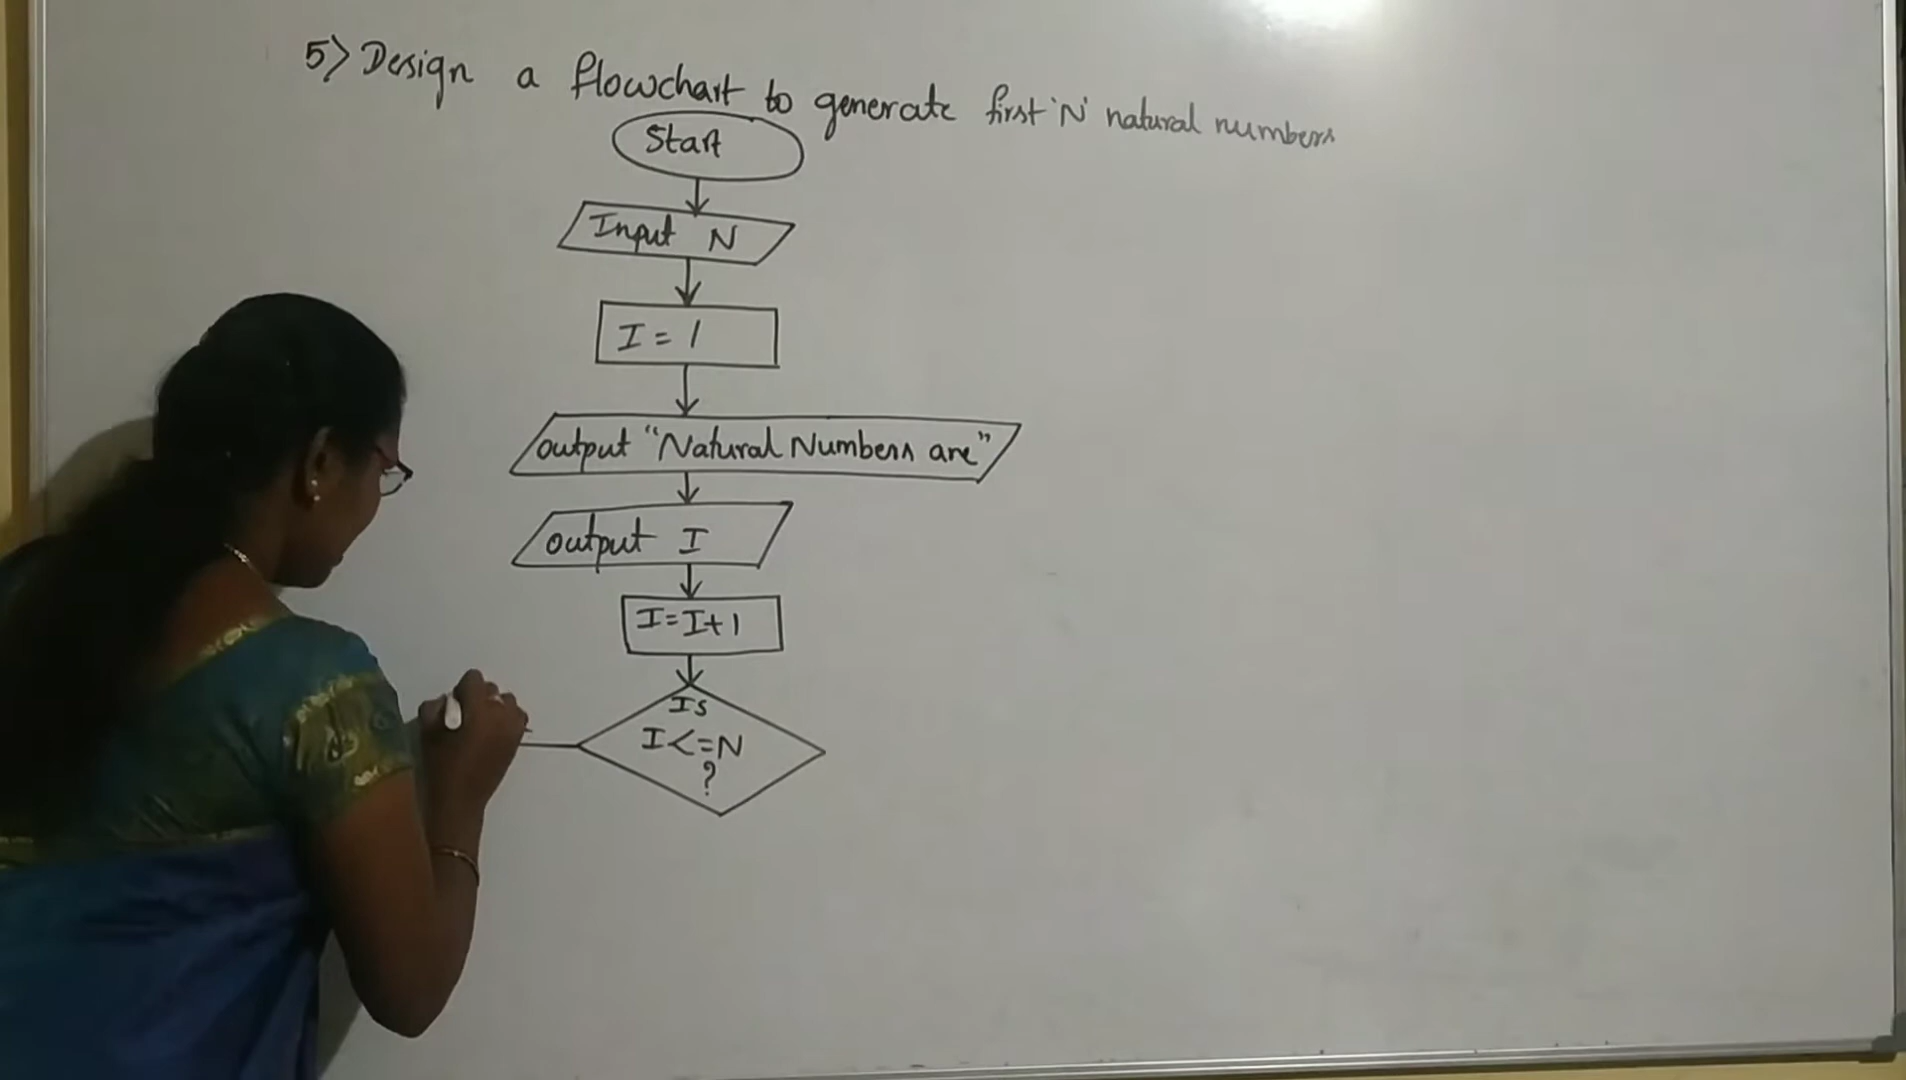 5) Design a flowchart to generate first 'N' natural numbers
Start
Input N
I = 1
output "Natural Numbers are"
output I
I=I+1
Is
I<=N
?